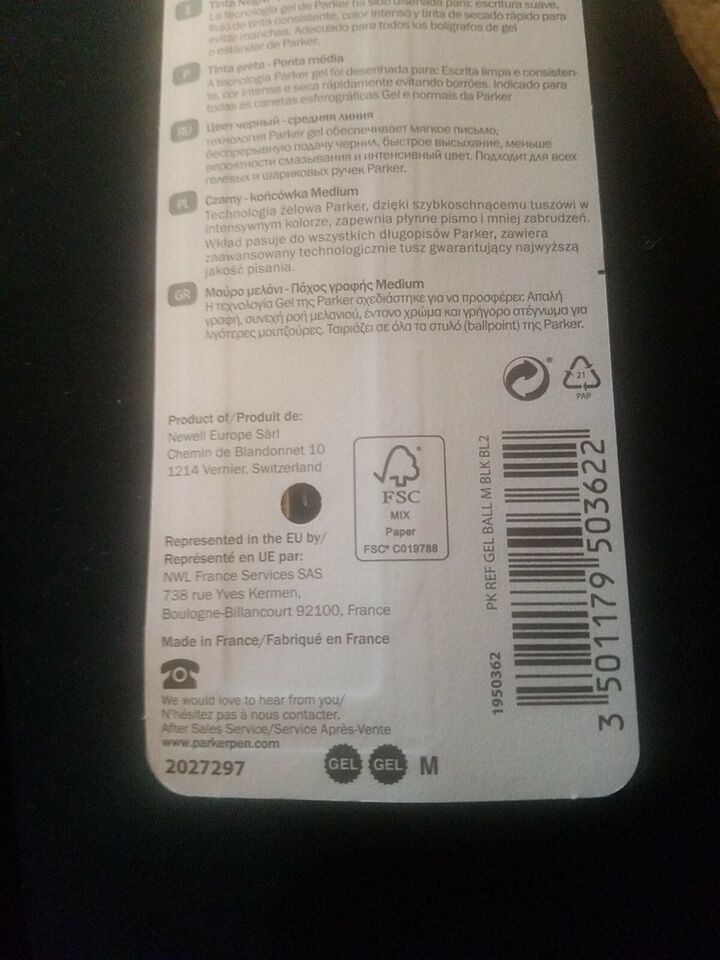 E
Tinta Negra
La tecnología gel de Parker ha sido diseñada para: escritura suave,
flujo de tinta consistente, color intenso y tinta de secado rápido para
evitar manchas. Adecuado para todos los bolígrafos de gel
o estándar de Parker.
P
Tinta preta - Ponta média
A tecnologia Parker gel foi desenhada para: Escrita limpa e consisten-
te, cor intensa e seca rápidamente evitando borrões. Indicado para
todas as canetas esferográficas Gel e normais da Parker
RU
Цвет черный - средняя линия
технология Parker gel обеспечивает мягкое письмо,
беспрерывную подачу чернил, быстрое высыхание, меньше
вероятности смазывания и интенсивный цвет. Подходит для всех
гелевых и шариковых ручек Parker.
PL
Czarny - końcówka Medium
Technologia żelowa Parker, dzięki szybkoschnącemu tuszowi w
intensywnym kolorze, zapewnia płynne pismo i mniej zabrudzeń.
Wkład pasuje do wszystkich długopisów Parker, zawiera
zaawansowany technologicznie tusz gwarantujący najwyższą
jakość pisania.
GR
Μαύρο μελάνι - Πάχος γραφής Medium
Η τεχνολογία Gel της Parker σχεδιάστηκε για να προσφέρει: Απαλή
γραφή, συνεχή ροή μελανιού, έντονο χρώμα και γρήγορο στέγνωμα για
λιγότερες μουτζούρες. Ταιριάζει σε όλα τα στυλό (ballpoint) της Parker.
21
PAP
Product of/Produit de:
Newell Europe Sàrl
Chemin de Blandonnet 10
1214 Vernier, Switzerland
FSC
MIX
Paper
FSC® C019788
Represented in the EU by/
Représenté en UE par:
NWL France Services SAS
738 rue Yves Kermen,
Boulogne-Billancourt 92100, France
Made in France/Fabriqué en France
We would love to hear from you/
N'hésitez pas à nous contacter.
After Sales Service/Service Après-Vente
www.parkerpen.com
2027297
GEL GEL M
1950362 PK REF GEL BALL M BLK BL2
3 501179 503622